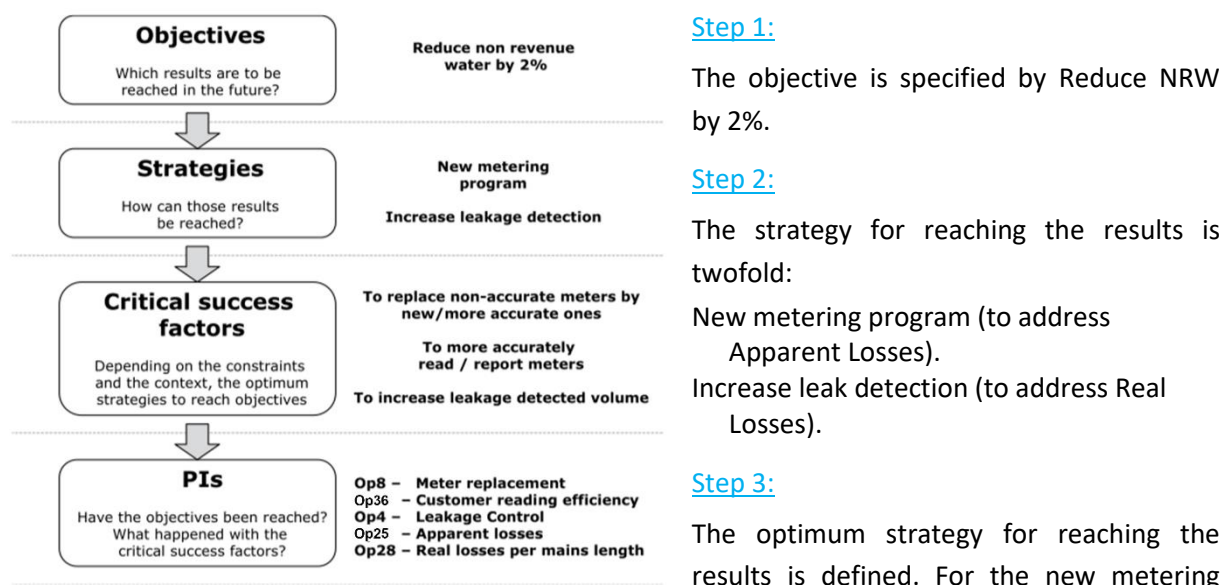 Objectives
Which results are to be
reached in the future?
Reduce non revenue
water by 2%
Strategies
How can those results
be reached?
New metering
program
Increase leakage detection
Critical success
factors
Depending on the constraints
and the context, the optimum
strategies to reach objectives
To replace non-accurate meters by
new/more accurate ones
To more accurately
read / report meters
To increase leakage detected volume
PIs
Have the objectives been reached?
What happened with the
critical success factors?
Op8 – Meter replacement
Op36 – Customer reading efficiency
Op4 – Leakage Control
Op25 – Apparent losses
Op28 – Real losses per mains length
Step 1:
The objective is specified by Reduce NRW
by 2%.
Step 2:
The strategy for reaching the results is
twofold:
New metering program (to address
Apparent Losses).
Increase leak detection (to address Real
Losses).
Step 3:
The optimum strategy for reaching the
results is defined. For the new metering